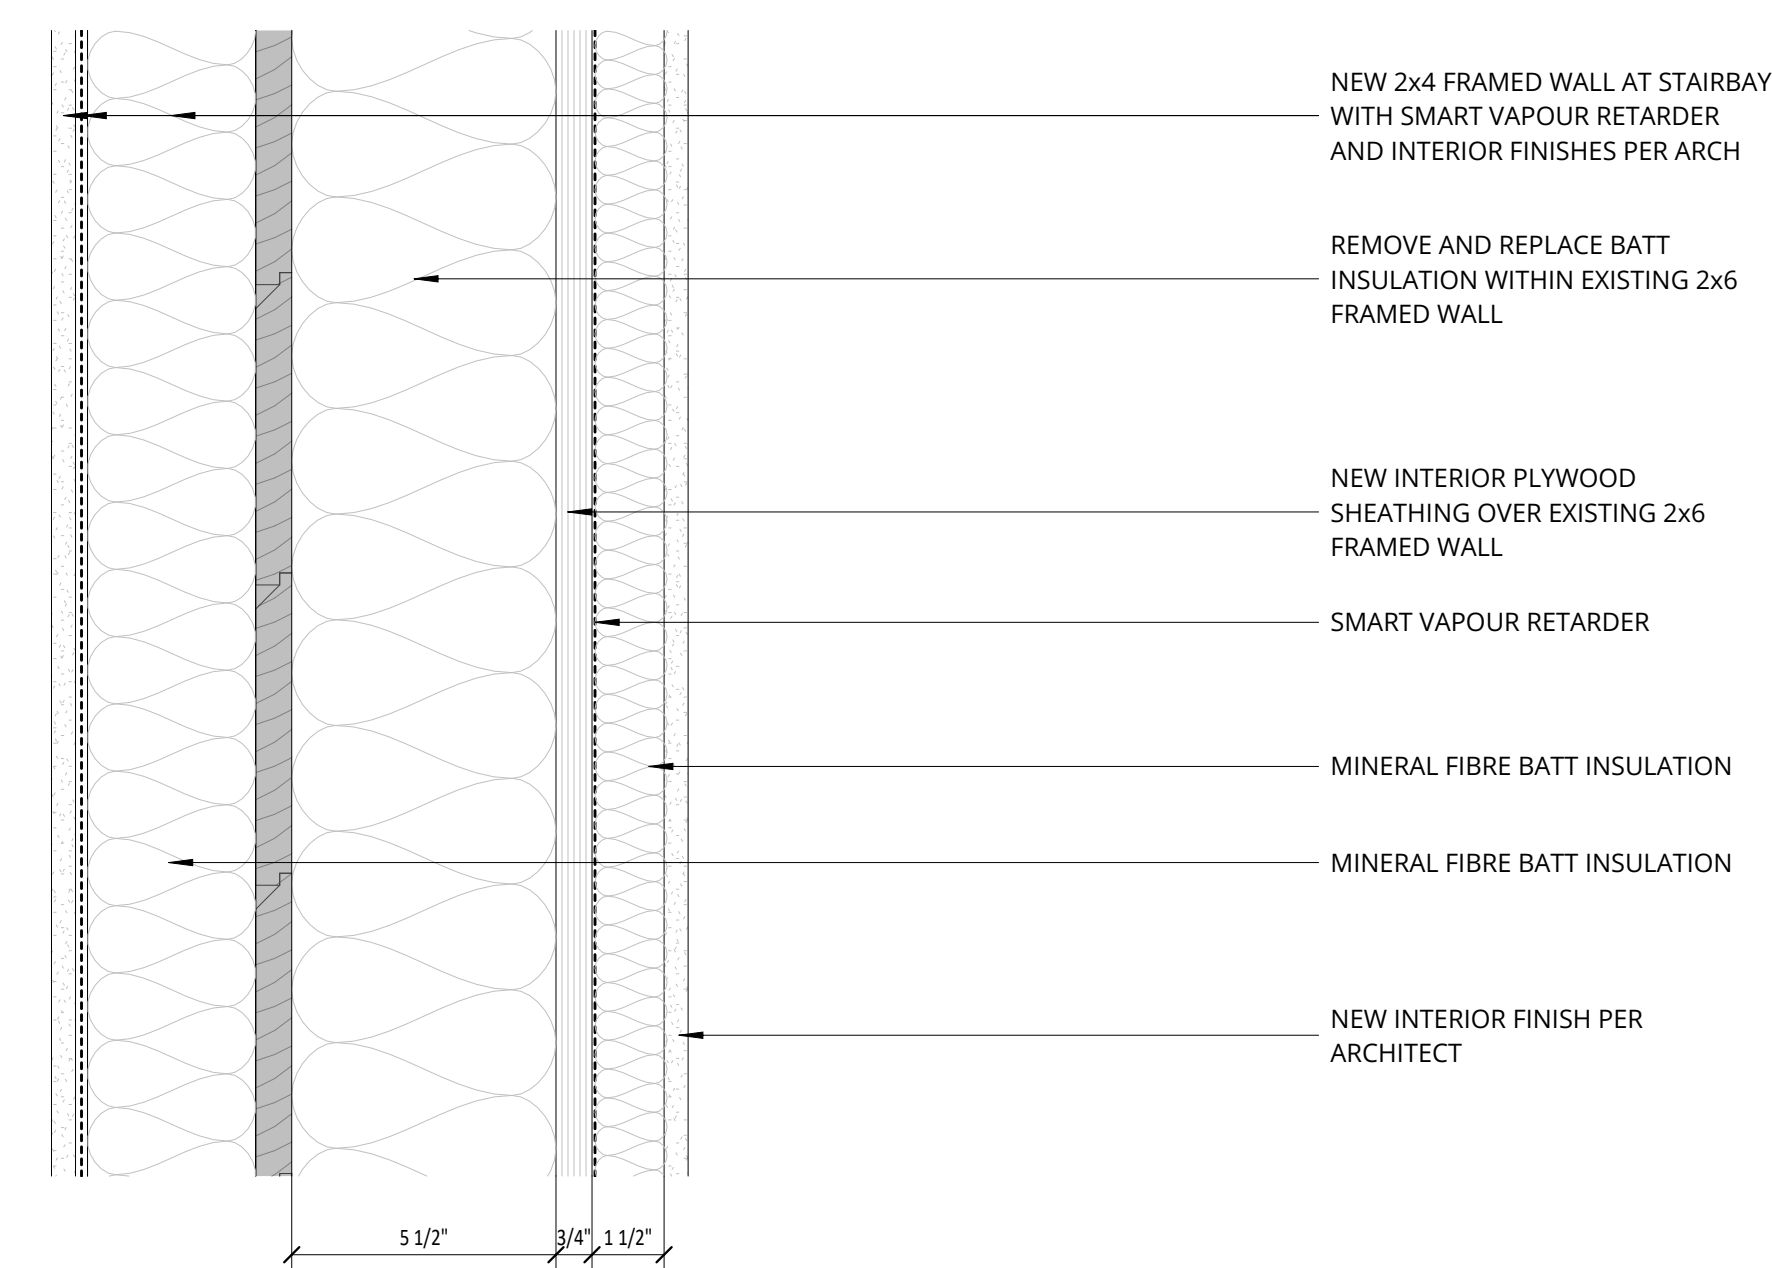 NEW 2x4 FRAMED WALL AT STAIRBAY
WITH SMART VAPOUR RETARDER
AND INTERIOR FINISHES PER ARCH
REMOVE AND REPLACE BATT
INSULATION WITHIN EXISTING 2x6
FRAMED WALL
NEW INTERIOR PLYWOOD
SHEATHING OVER EXISTING 2x6
FRAMED WALL
SMART VAPOUR RETARDER
MINERAL FIBRE BATT INSULATION
MINERAL FIBRE BATT INSULATION
NEW INTERIOR FINISH PER
ARCHITECT
5 1/2" 3/4" 1 1/2"